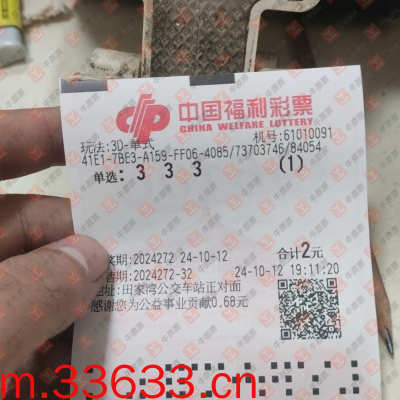 中国福利彩票
CHINA WELFARE LOTTERY
玩法:3D-单式 机号:61010091
41E1-7BE3-A159-FF06-4085/73703746/84054
单选: 3 3 3 (1)
奖期:2024272 24-10-12 合计2元
期:2024272-32 24-10-12 19:11:20
址:田家湾公交车站正对面
感谢您为公益事业贡献0.68元
m.33633.cn